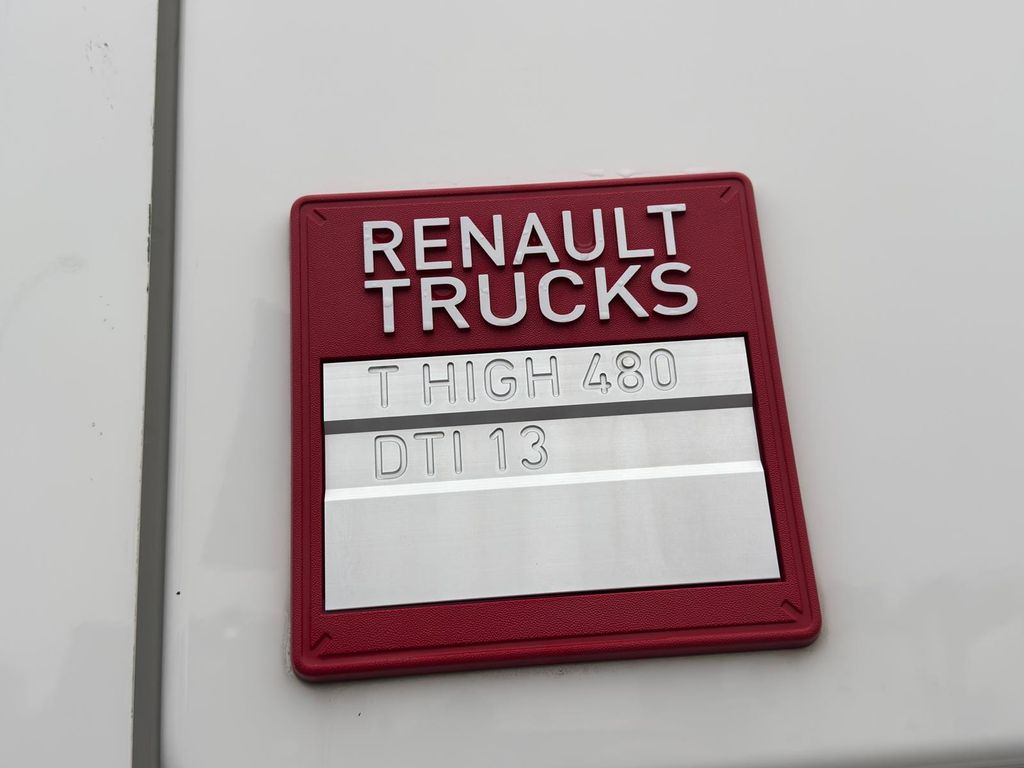 RENAULT
TRUCKS
T HIGH 480
DTI 13